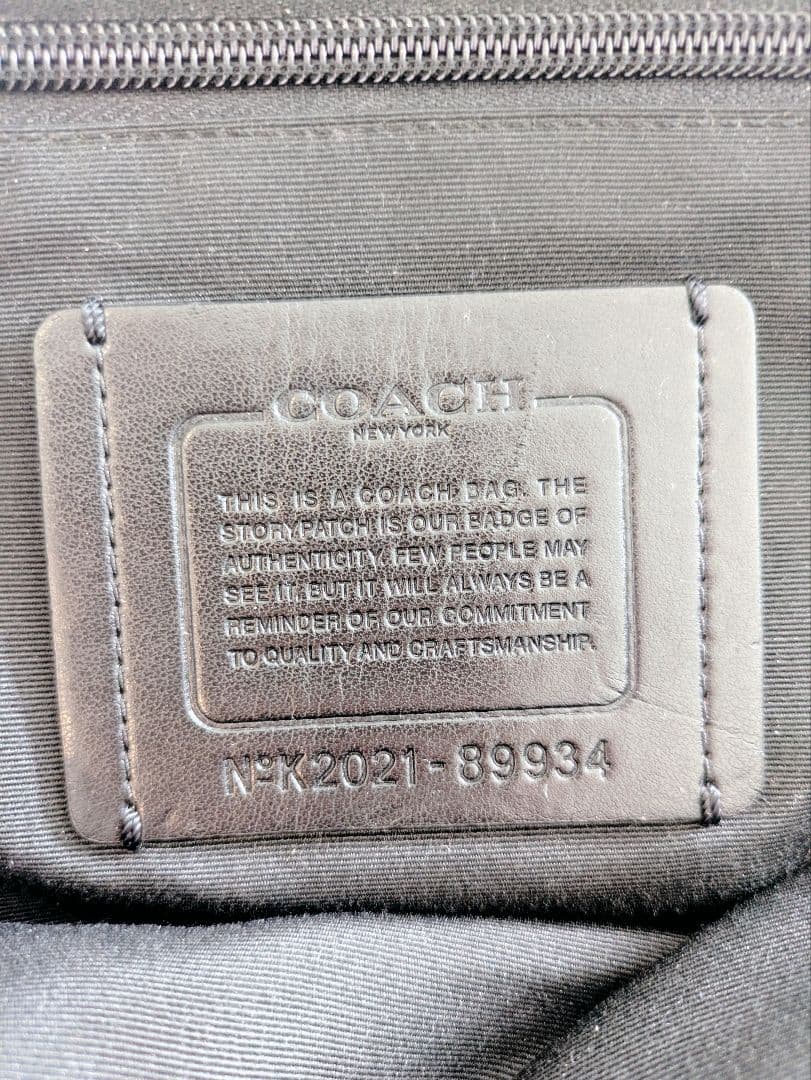 COACH
NEW YORK
THIS IS A COACH BAG. THE
STORYPATCH IS OUR BADGE OF
AUTHENTICITY. FEW PEOPLE MAY
SEE IT, BUT IT WILL ALWAYS BE A
REMINDER OF OUR COMMITMENT
TO QUALITY AND CRAFTSMANSHIP.
NºK2021-89934